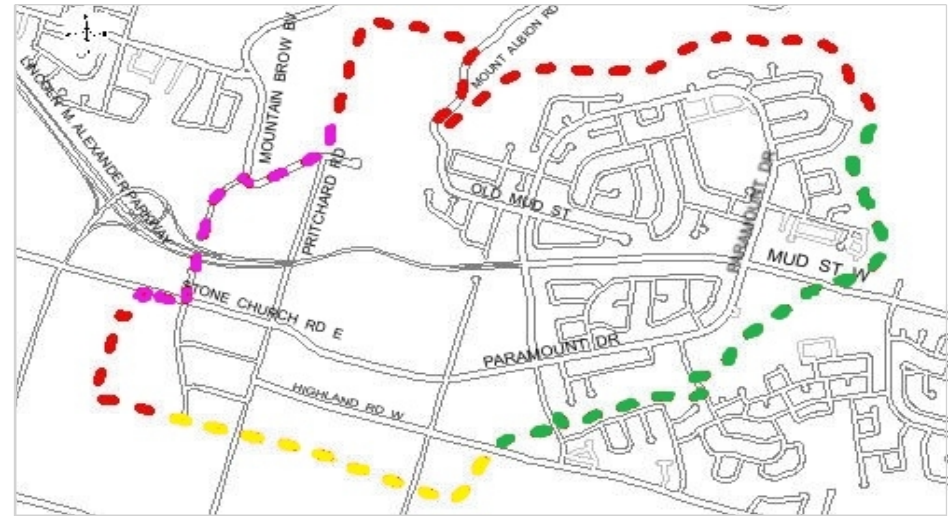 MOUNT ALBION RD
MOUNTAIN BROW BV
LINCOLN M. ALEXANDER PARKWAY
PRITCHARD RD
OLD MUD ST
PARAMOUNT DR
MUD ST W
STONE CHURCH RD E
PARAMOUNT DR
HIGHLAND RD W